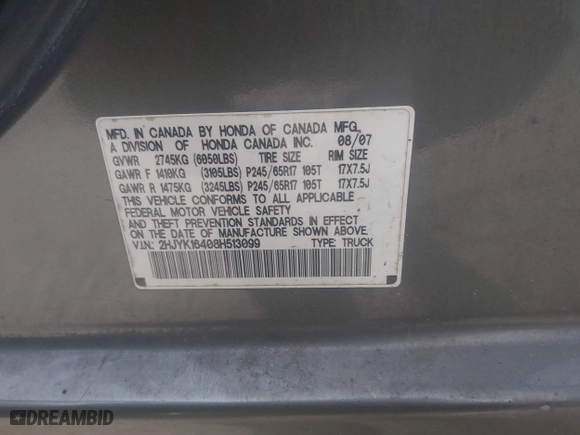 MFD. IN CANADA BY HONDA OF CANADA MFG.,
A DIVISION OF HONDA CANADA INC. 08/07
GVWR 2745KG (6050LBS) TIRE SIZE RIM SIZE
GAWR F 1410KG (3105LBS) P245/65R17 105T 17X7.5J
GAWR R 1475KG (3245LBS) P245/65R17 105T 17X7.5J
THIS VEHICLE CONFORMS TO ALL APPLICABLE
FEDERAL MOTOR VEHICLE SAFETY
AND THEFT PREVENTION STANDARDS IN EFFECT
ON THE DATE OF MANUFACTURE SHOWN ABOVE.
V.I.N: 2HJYK16408H513099 TYPE: TRUCK
DREAMBID